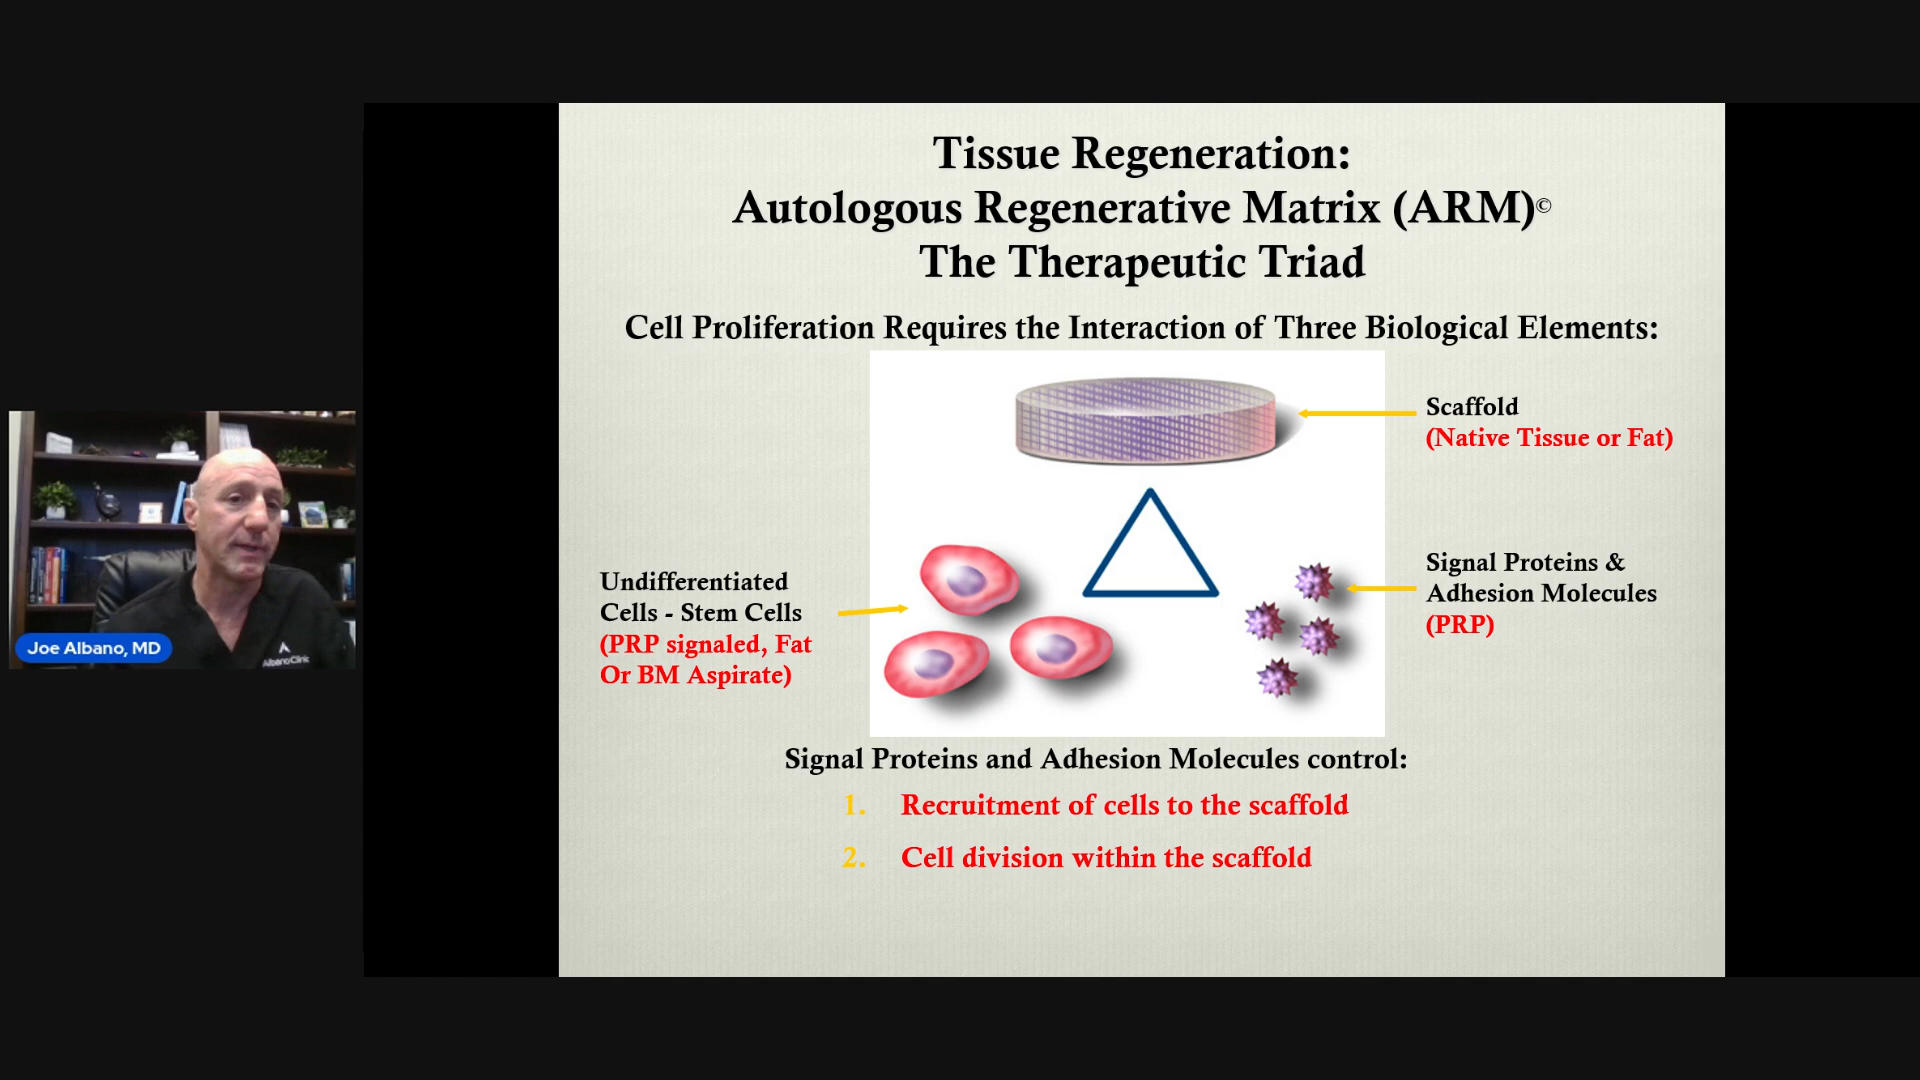 Tissue Regeneration:
Autologous Regenerative Matrix (ARM)©
The Therapeutic Triad
Cell Proliferation Requires the Interaction of Three Biological Elements:
Scaffold
(Native Tissue or Fat)
Signal Proteins &
Adhesion Molecules
(PRP)
Undifferentiated
Cells - Stem Cells
(PRP signaled, Fat
Or BM Aspirate)
Signal Proteins and Adhesion Molecules control:
1. Recruitment of cells to the scaffold
2. Cell division within the scaffold
Joe Albano, MD
AlbanoClinic